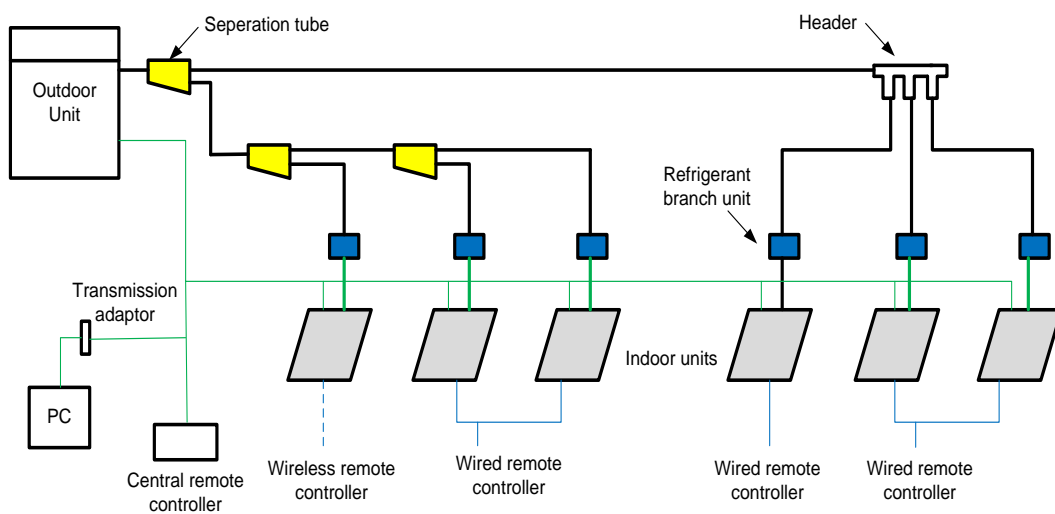 Seperation tube
Header
Outdoor
Unit
Refrigerant
branch unit
Transmission
adaptor
Indoor units
PC
Central remote
controller
Wireless remote
controller
Wired remote
controller
Wired remote
controller
Wired remote
controller